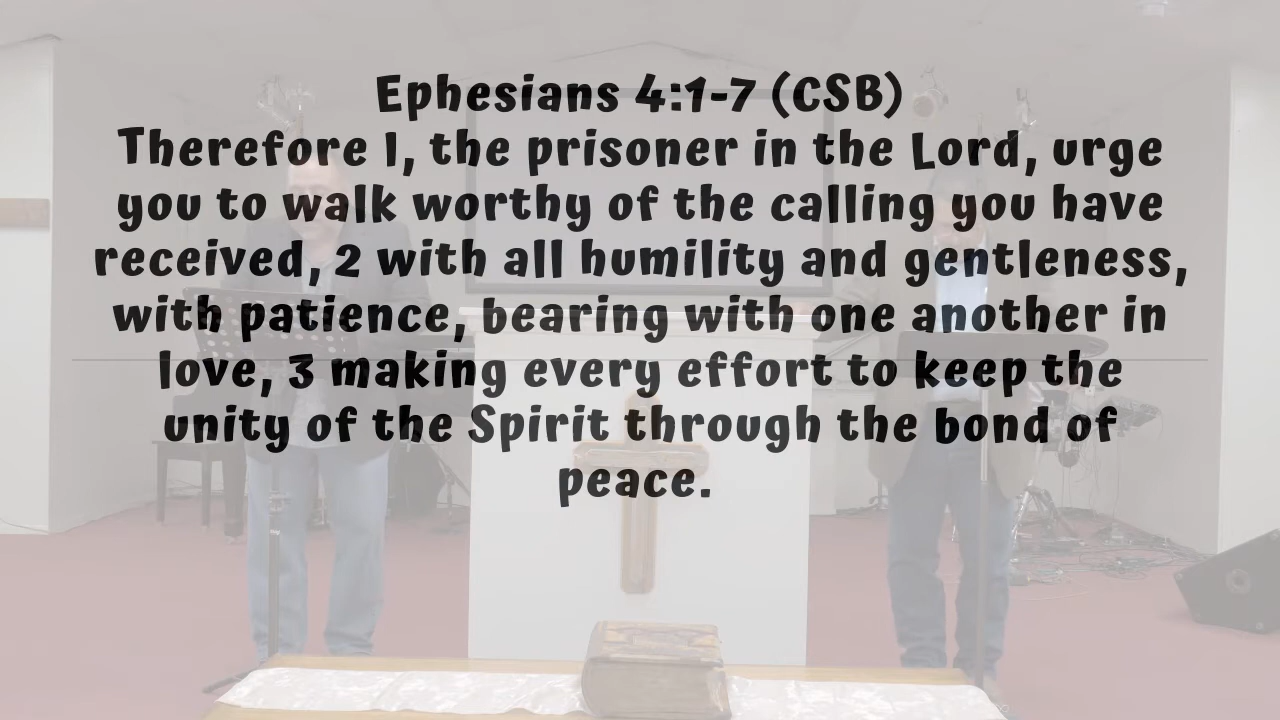 Ephesians 4:1-7 (CSB)
Therefore I, the prisoner in the Lord, urge
you to walk worthy of the calling you have
received, 2 with all humility and gentleness,
with patience, bearing with one another in
love, 3 making every effort to keep the
unity of the Spirit through the bond of
peace.